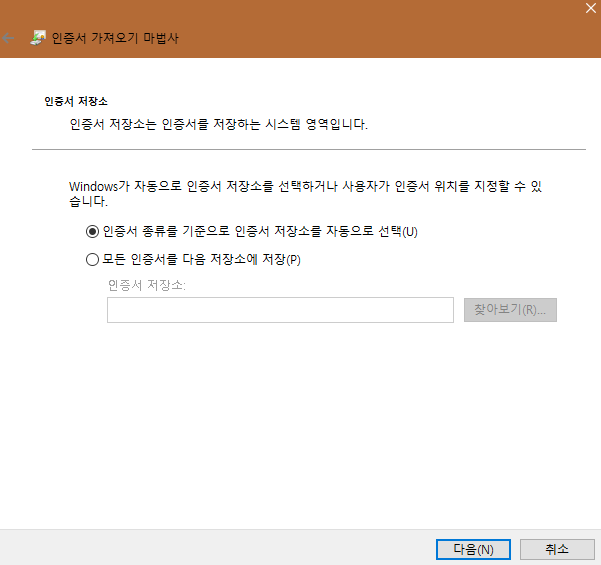 인증서 가져오기 마법사
인증서 저장소
인증서 저장소는 인증서를 저장하는 시스템 영역입니다.
Windows가 자동으로 인증서 저장소를 선택하거나 사용자가 인증서 위치를 지정할 수 있
습니다.
인증서 종류를 기준으로 인증서 저장소를 자동으로 선택(U)
모든 인증서를 다음 저장소에 저장(P)
인증서 저장소:
찾아보기(R)...
다음(N)
취소